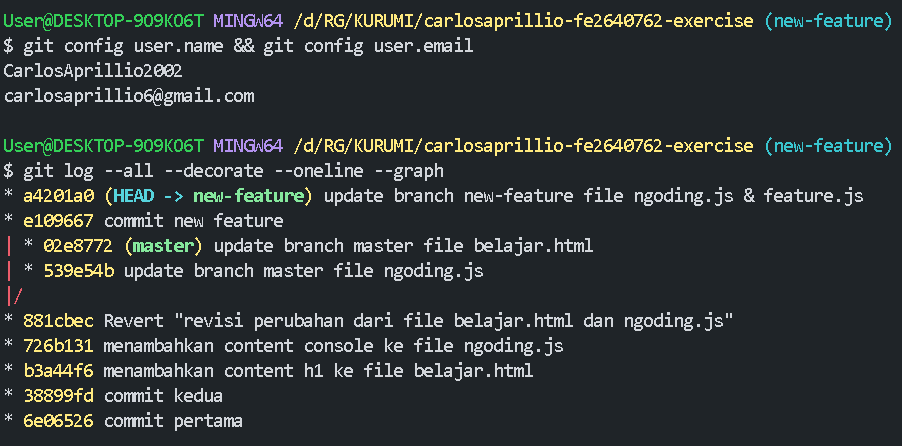 User@DESKTOP-9O9KO6T MINGW64 /d/RG/KURUMI/carlosaprillio-fe2640762-exercise (new-feature)
$ git config user.name && git config user.email
CarlosAprillio2002
carlosaprillio6@gmail.com
User@DESKTOP-9O9KO6T MINGW64 /d/RG/KURUMI/carlosaprillio-fe2640762-exercise (new-feature)
$ git log --all --decorate --oneline --graph
* a4201a0 (HEAD -> new-feature) update branch new-feature file ngoding.js & feature.js
* e109667 commit new feature
| * 02e8772 (master) update branch master file belajar.html
| * 539e54b update branch master file ngoding.js
|/
* 881cbec Revert "revisi perubahan dari file belajar.html dan ngoding.js"
* 726b131 menambahkan content console ke file ngoding.js
* b3a44f6 menambahkan content h1 ke file belajar.html
* 38899fd commit kedua
* 6e06526 commit pertama